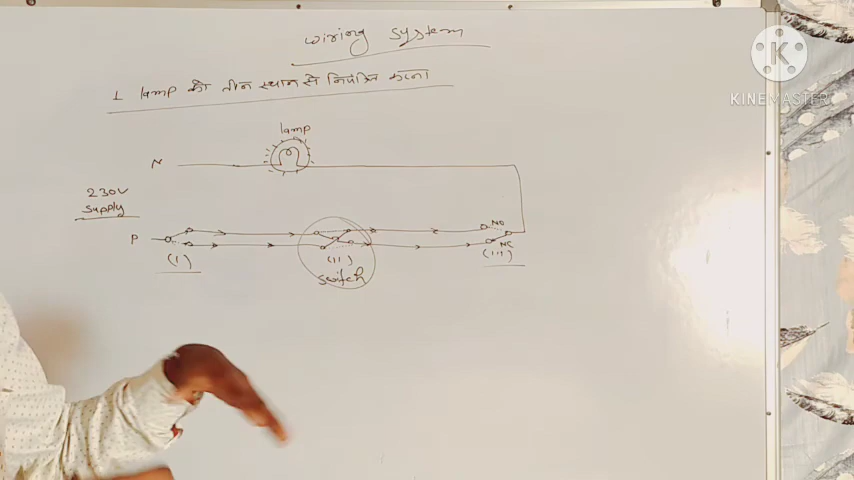 wiring system
1 lamp को तीन स्थान से नियंत्रित करना
lamp
N
230V
supply
P
NO
NC
(I)
(II)
(III)
switch
K
KINEMASTER